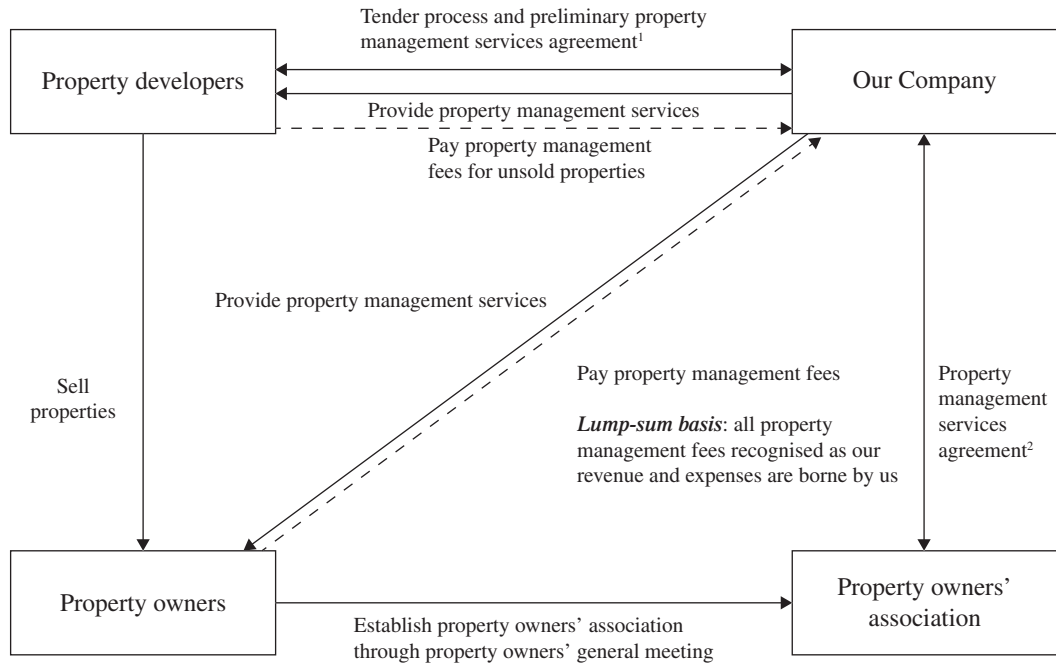 Tender process and preliminary property
management services agreement¹
Property developers
Our Company
Provide property management services
Pay property management
fees for unsold properties
Provide property management services
Sell
properties
Pay property management fees
Lump-sum basis: all property
management fees recognised as our
revenue and expenses are borne by us
Property
management
services
agreement²
Property owners
Property owners’
association
Establish property owners’ association
through property owners’ general meeting